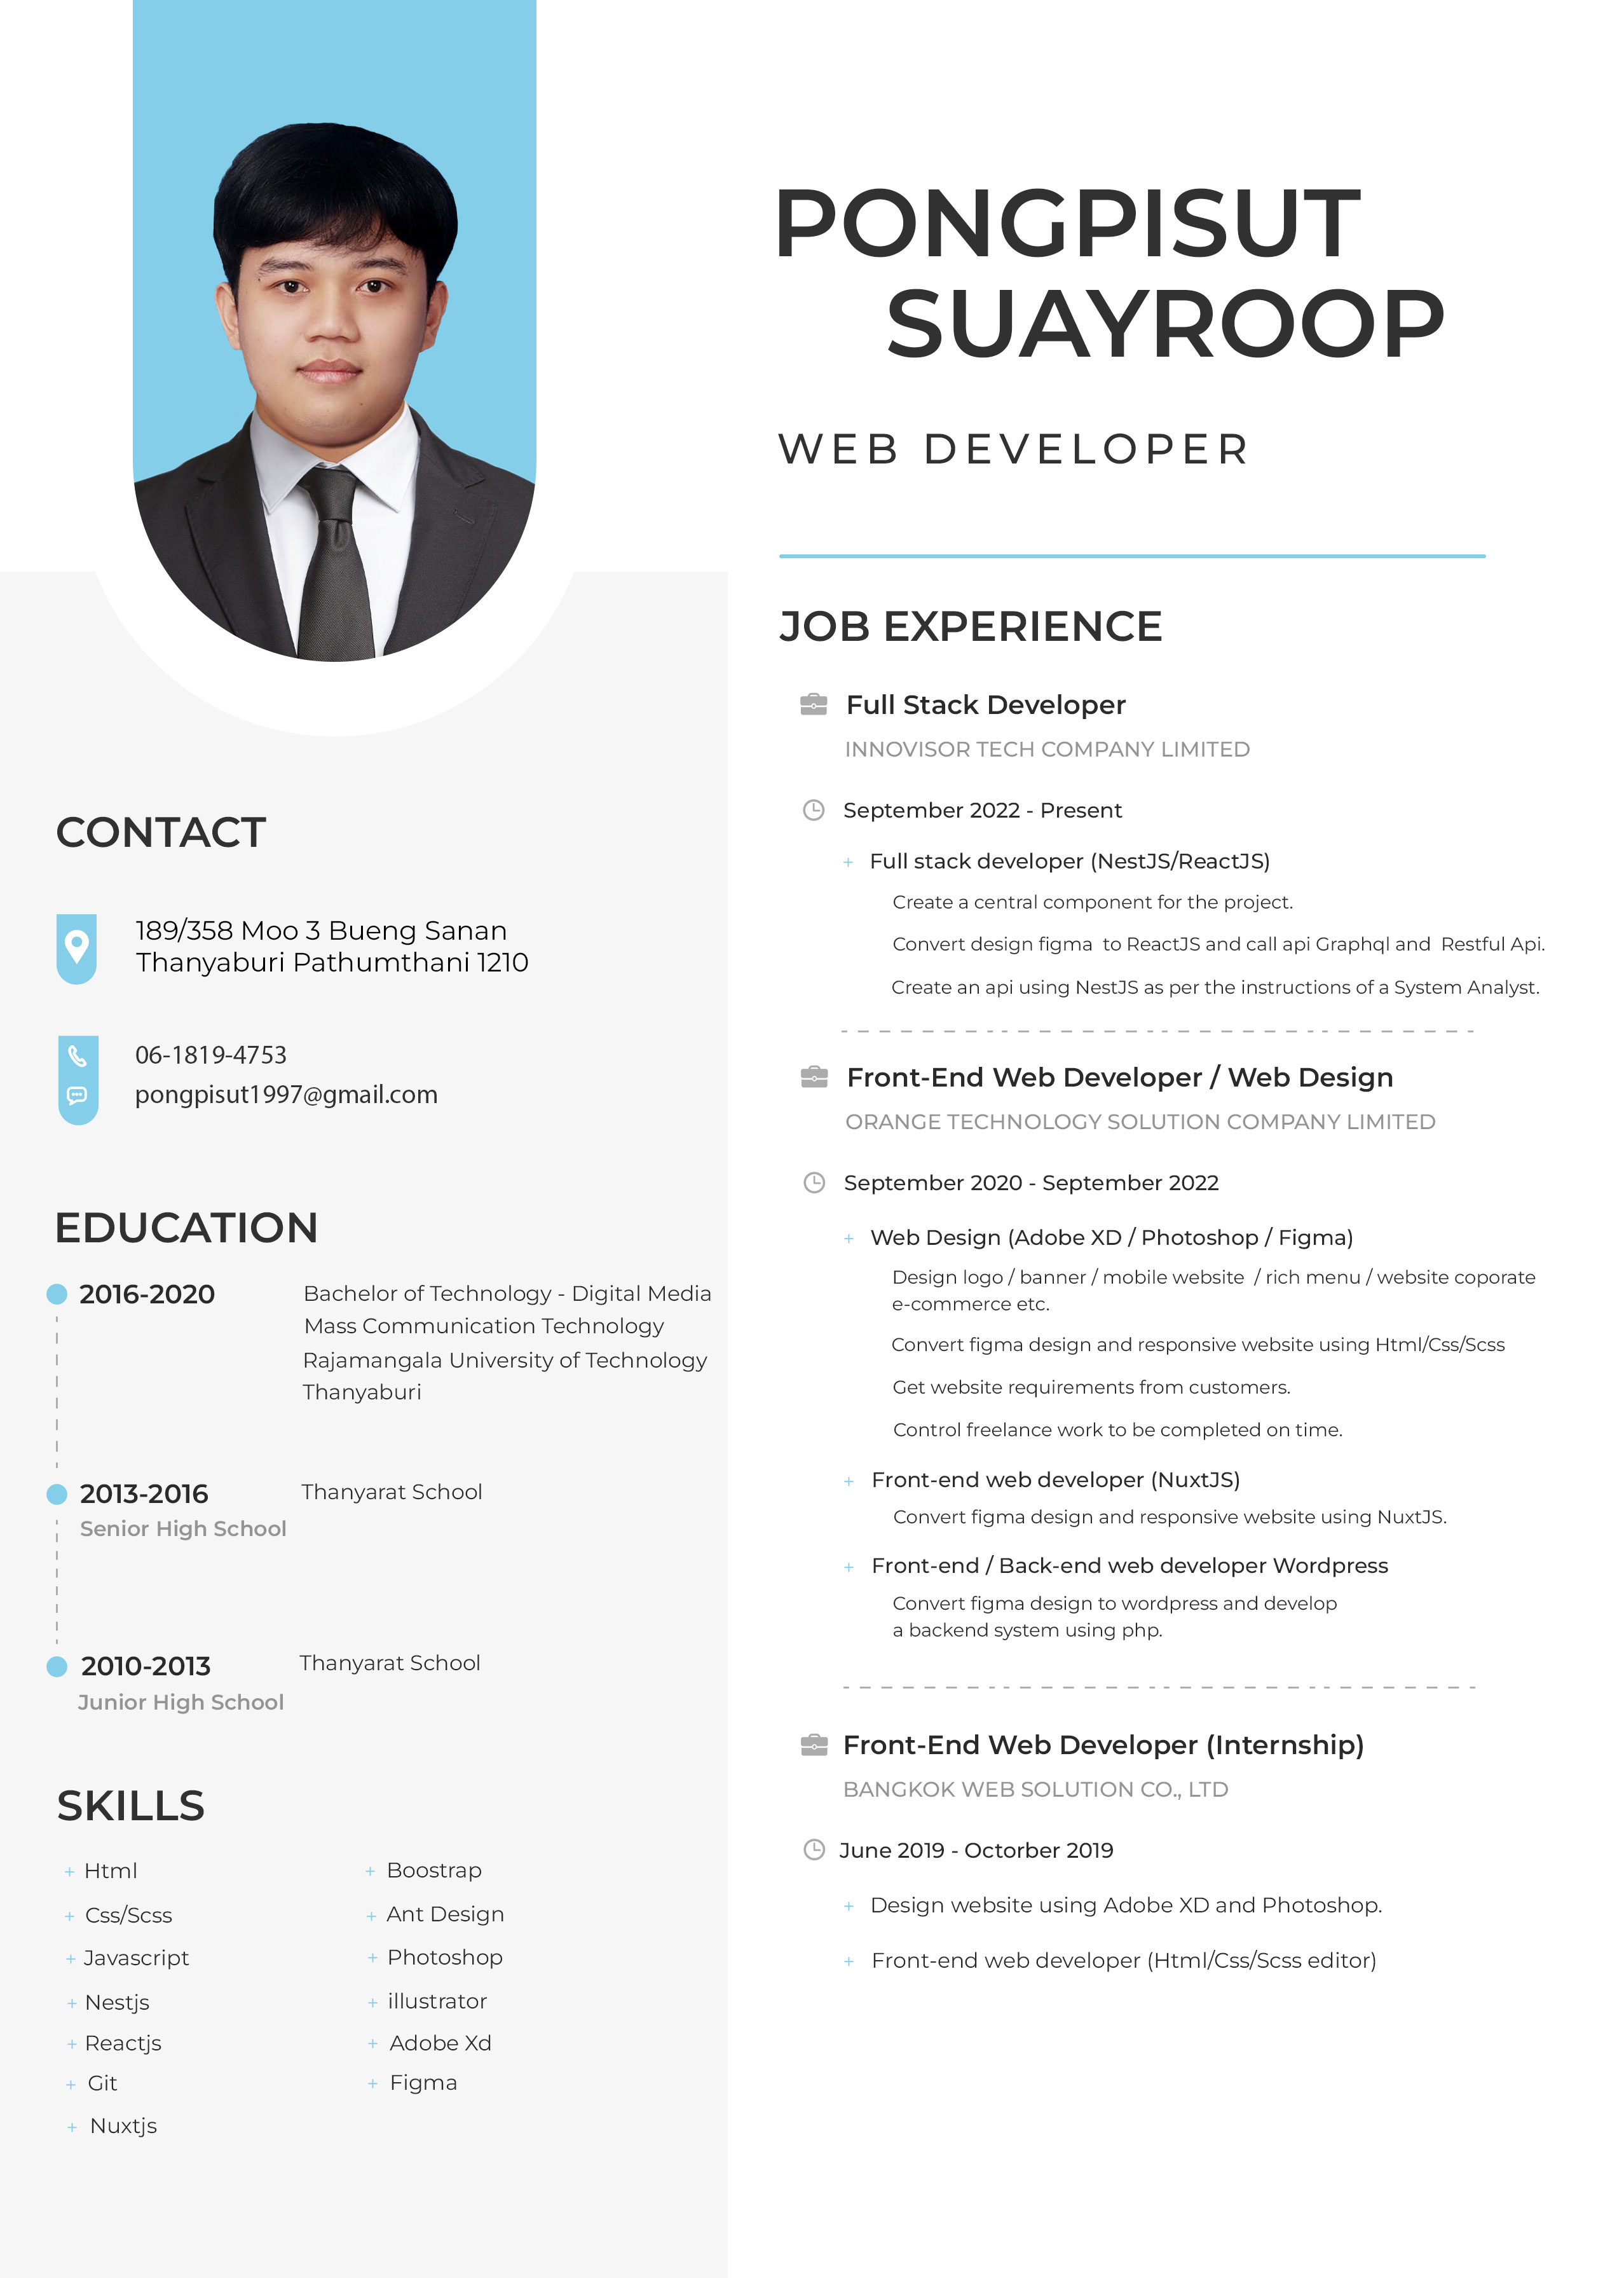 PONGPISUT
SUAYROOP
WEB DEVELOPER
CONTACT
189/358 Moo 3 Bueng Sanan
Thanyaburi Pathumthani 1210
06-1819-4753
pongpisut1997@gmail.com
EDUCATION
2016-2020
Bachelor of Technology - Digital Media
Mass Communication Technology
Rajamangala University of Technology
Thanyaburi
2013-2016
Thanyarat School
Senior High School
2010-2013
Thanyarat School
Junior High School
SKILLS
+ Html
+ Css/Scss
+ Javascript
+ Nestjs
+ Reactjs
+ Git
+ Nuxtjs
+ Boostrap
+ Ant Design
+ Photoshop
+ illustrator
+ Adobe Xd
+ Figma
JOB EXPERIENCE
Full Stack Developer
INNOVISOR TECH COMPANY LIMITED
September 2022 - Present
+ Full stack developer (NestJS/ReactJS)
Create a central component for the project.
Convert design figma to ReactJS and call api Graphql and Restful Api.
Create an api using NestJS as per the instructions of a System Analyst.
Front-End Web Developer / Web Design
ORANGE TECHNOLOGY SOLUTION COMPANY LIMITED
September 2020 - September 2022
+ Web Design (Adobe XD / Photoshop / Figma)
Design logo / banner / mobile website / rich menu / website coporate
e-commerce etc.
Convert figma design and responsive website using Html/Css/Scss
Get website requirements from customers.
Control freelance work to be completed on time.
+ Front-end web developer (NuxtJS)
Convert figma design and responsive website using NuxtJS.
+ Front-end / Back-end web developer Wordpress
Convert figma design to wordpress and develop
a backend system using php.
Front-End Web Developer (Internship)
BANGKOK WEB SOLUTION CO., LTD
June 2019 - Octorber 2019
+ Design website using Adobe XD and Photoshop.
+ Front-end web developer (Html/Css/Scss editor)